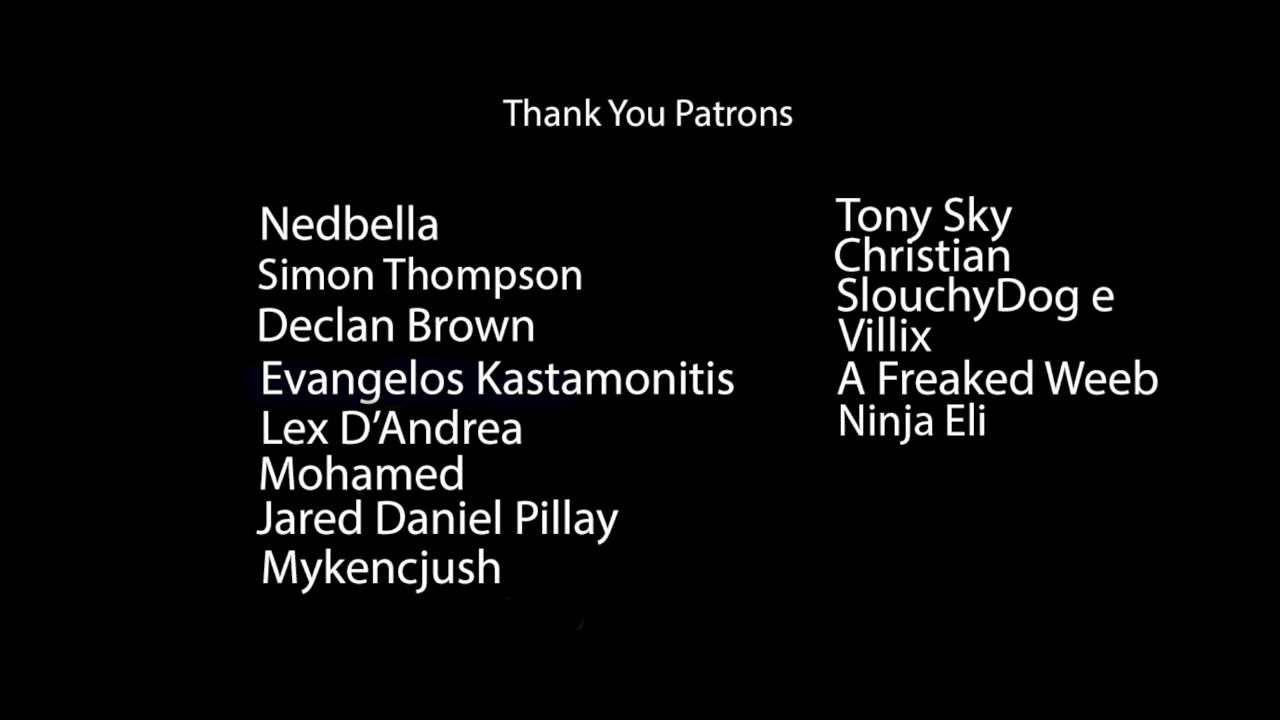 Thank You Patrons
Nedbella
Simon Thompson
Declan Brown
Evangelos Kastamonitis
Lex D’Andrea
Mohamed
Jared Daniel Pillay
Mykencjush
Tony Sky
Christian
SlouchyDog e
Villix
A Freaked Weeb
Ninja Eli